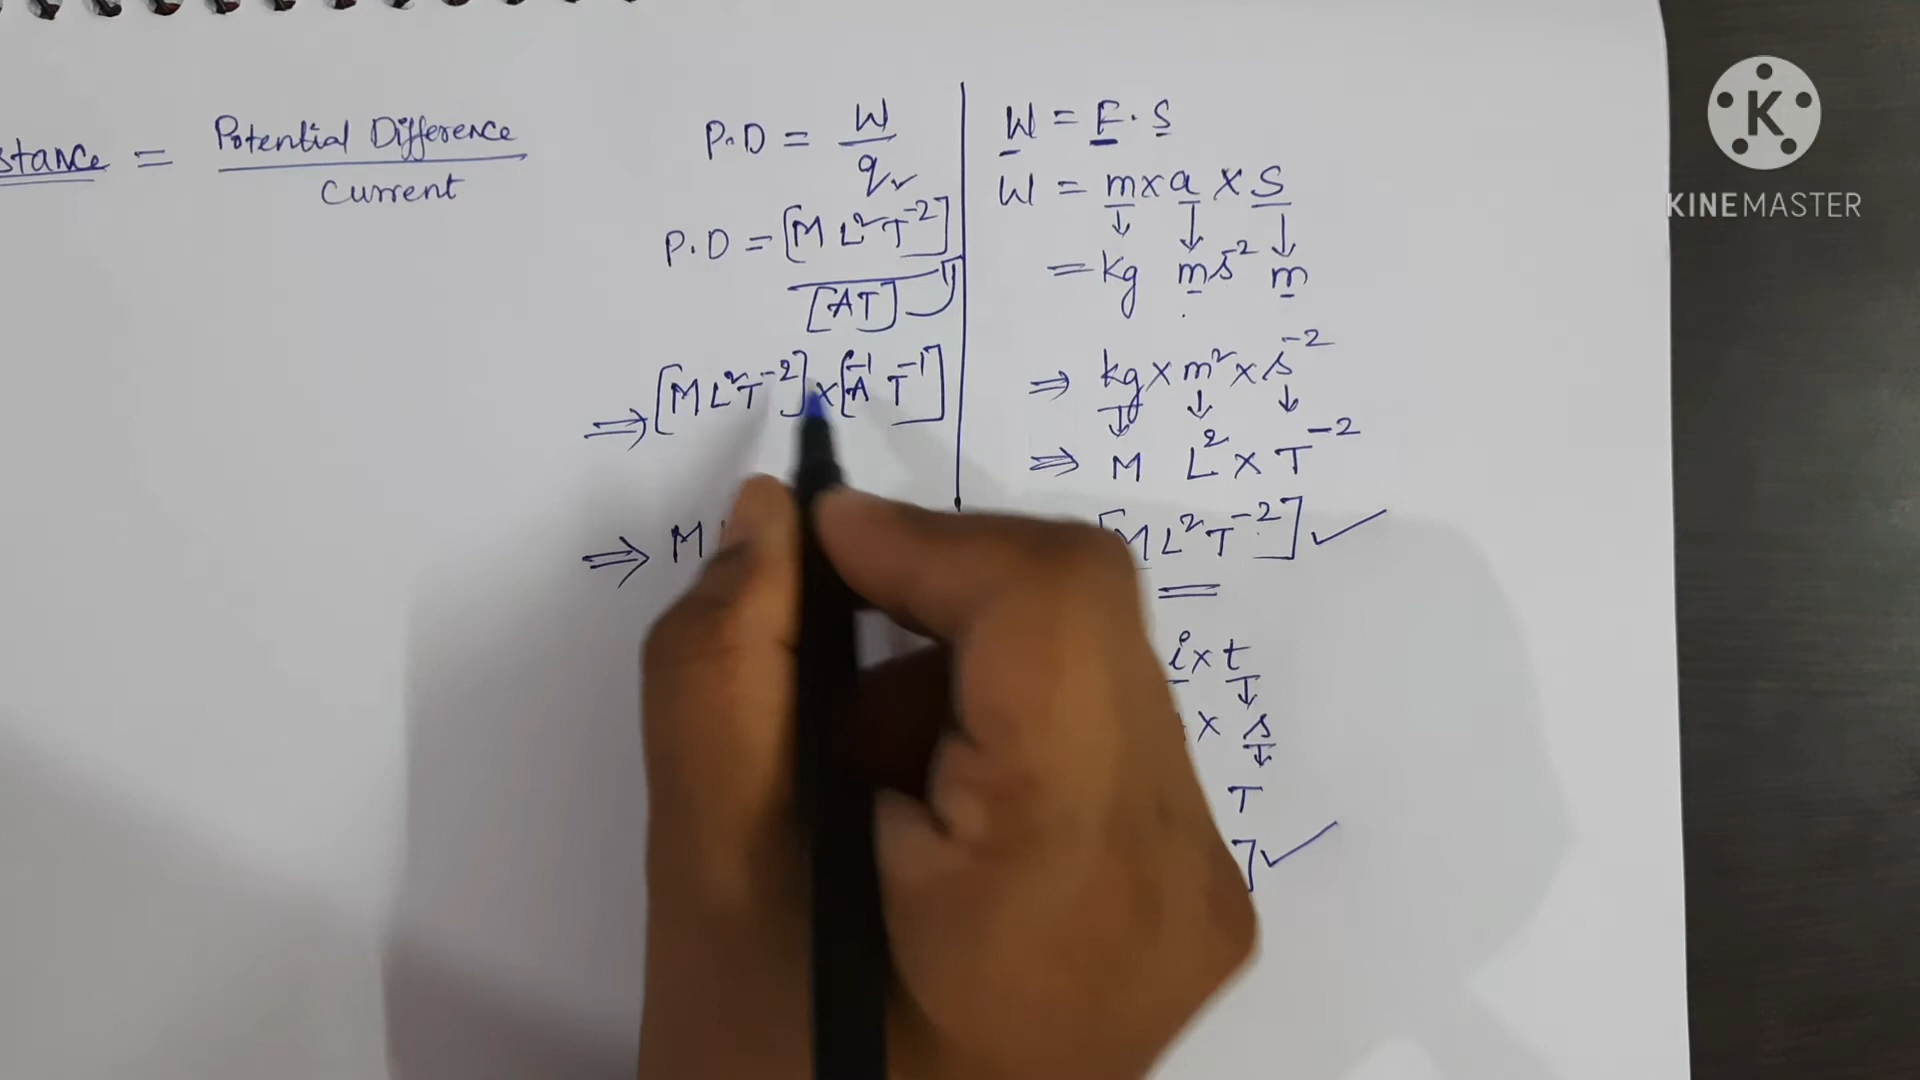 stance = Potential Difference / Current
P.D = W / q
P.D = [M L² T⁻²] / [AT]
⇒ [M L² T⁻²] × [A⁻¹ T⁻¹]
⇒ M
W = F . S
W = m × a × S
= kg m s⁻² m
⇒ kg × m² × s⁻²
⇒ M L² × T⁻²
[M L² T⁻²]
i × t
× s
T
]
KINEMASTER